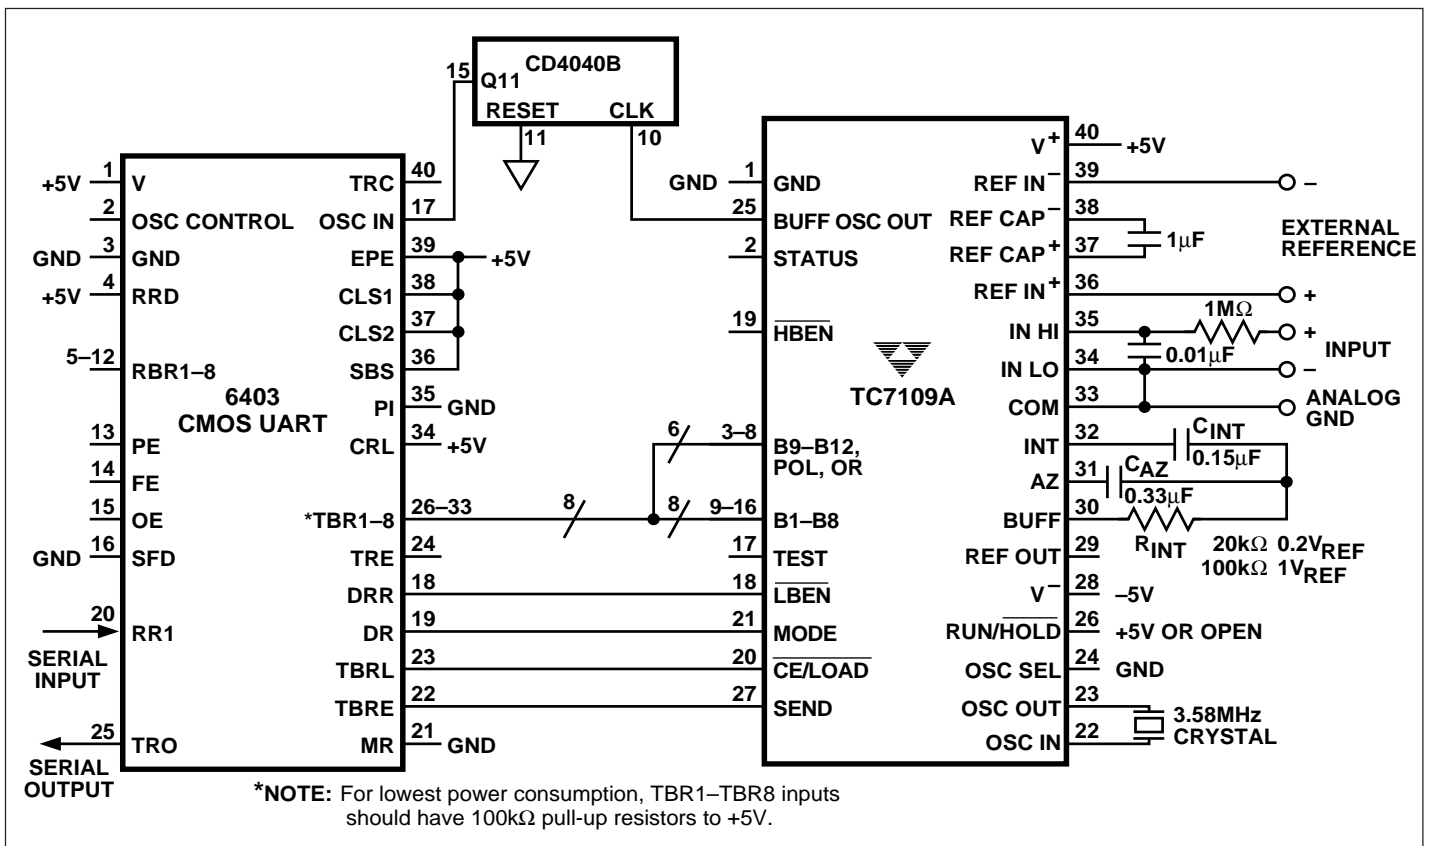 CD4040B
15 Q11
RESET CLK
11 10
6403
CMOS UART
+5V 1 V
2 OSC CONTROL
GND 3 GND
+5V 4 RRD
5–12 RBR1–8
13 PE
14 FE
15 OE
GND 16 SFD
20 RR1
SERIAL
INPUT
25 TRO
SERIAL
OUTPUT
TRC 40
OSC IN 17
EPE 39 +5V
CLS1 38
CLS2 37
SBS 36
PI 35 GND
CRL 34 +5V
*TBR1–8 26–33 8
TRE 24
DRR 18
DR 19
TBRL 23
TBRE 22
MR 21 GND
6
8
TC7109A
GND 1 GND
25 BUFF OSC OUT
2 STATUS
19 HBEN
3–8 B9–B12,
POL, OR
9–16 B1–B8
17 TEST
18 LBEN
21 MODE
20 CE/LOAD
27 SEND
V+ 40 +5V
REF IN– 39 –
REF CAP– 38
1µF
REF CAP+ 37
EXTERNAL
REFERENCE
REF IN+ 36 +
IN HI 35 1MΩ +
0.01µF
INPUT
IN LO 34 –
COM 33 ANALOG
GND
INT 32 CINT
0.15µF
AZ 31 CAZ
0.33µF
BUFF 30 RINT
20kΩ 0.2VREF
100kΩ 1VREF
REF OUT 29
V– 28 –5V
RUN/HOLD 26 +5V OR OPEN
OSC SEL 24 GND
OSC OUT 23
3.58MHz
CRYSTAL
OSC IN 22
*NOTE: For lowest power consumption, TBR1–TBR8 inputs
should have 100kΩ pull-up resistors to +5V.